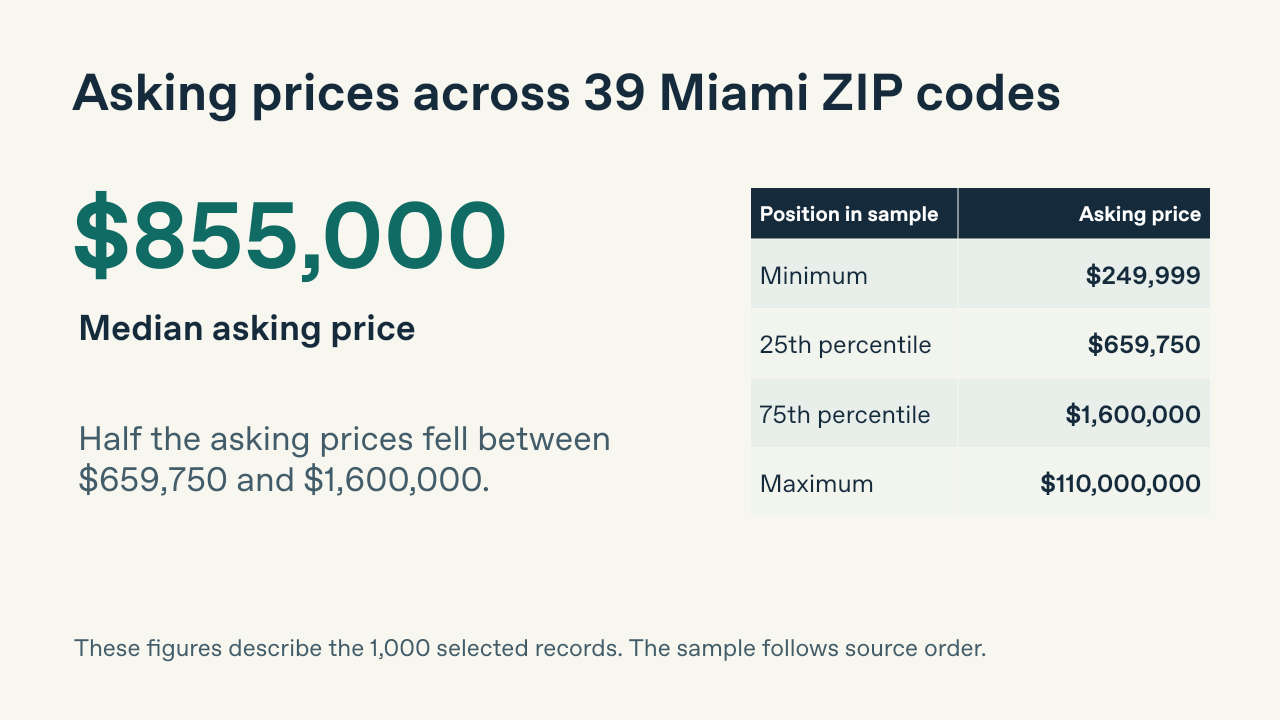 Asking prices across 39 Miami ZIP codes
$855,000
Median asking price
Half the asking prices fell between
$659,750 and $1,600,000.
Position in sample Asking price
Minimum $249,999
25th percentile $659,750
75th percentile $1,600,000
Maximum $110,000,000
These figures describe the 1,000 selected records. The sample follows source order.